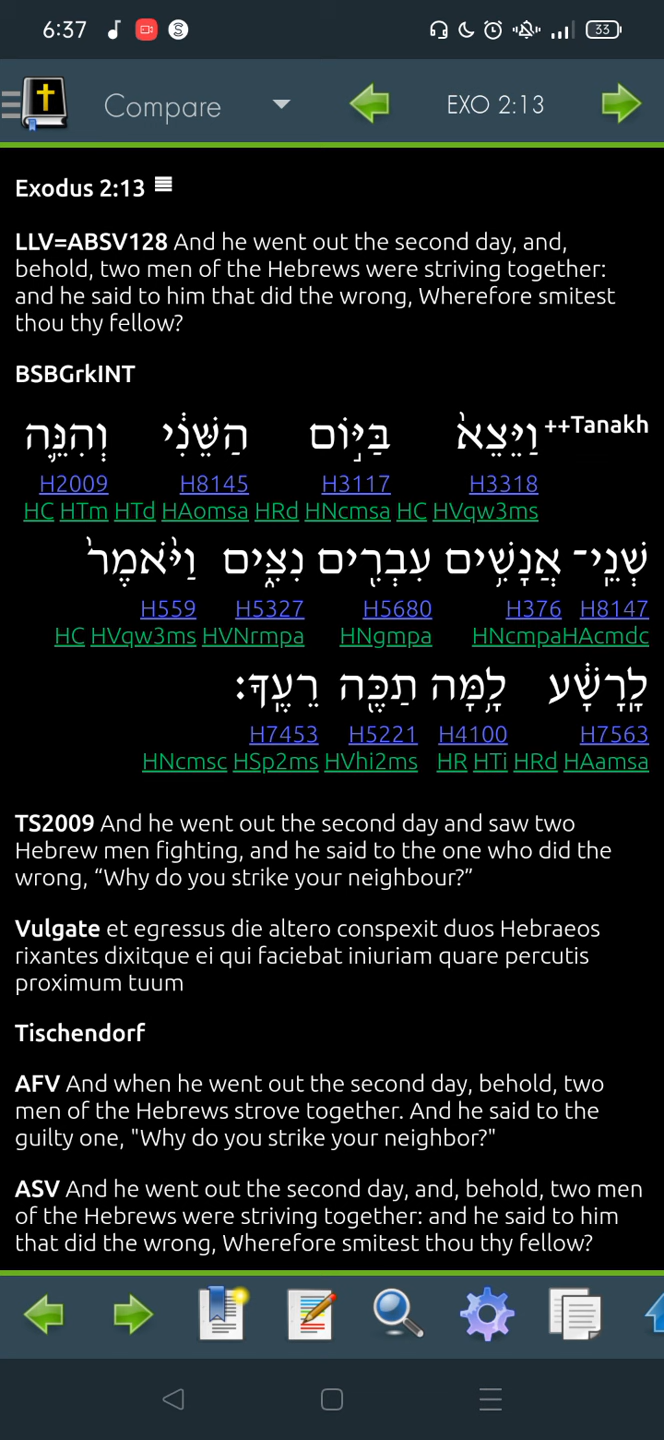 6:37
33
Compare
EXO 2:13
Exodus 2:13
LLV=ABSV128 And he went out the second day, and,
behold, two men of the Hebrews were striving together:
and he said to him that did the wrong, Wherefore smitest
thou thy fellow?
BSBGrkINT
++Tanakh וַיֵּצֵא֙ בַּיּ֣וֹם הַשֵּׁנִ֔י וְהִנֵּ֛ה
H2009 H8145 H3117 H3318
HC HTm HTd HAomsa HRd HNcmsa HC HVqw3ms
שְׁנֵֽי־ אֲנָשִׁ֥ים עִבְרִ֖ים נִצִּ֑ים וַיֹּ֙אמֶר֙
H559 H5327 H5680 H376 H8147
HC HVqw3ms HVNrmpa HNgmpa HNcmpaHAcmdc
לָֽרָשָׁ֔ע לָ֥מָּה תַכֶּ֖ה רֵעֶֽךָ׃
H7453 H5221 H4100 H7563
HNcmsc HSp2ms HVhi2ms HR HTi HRd HAamsa
TS2009 And he went out the second day and saw two
Hebrew men fighting, and he said to the one who did the
wrong, “Why do you strike your neighbour?”
Vulgate et egressus die altero conspexit duos Hebraeos
rixantes dixitque ei qui faciebat iniuriam quare percutis
proximum tuum
Tischendorf
AFV And when he went out the second day, behold, two
men of the Hebrews strove together. And he said to the
guilty one, "Why do you strike your neighbor?"
ASV And he went out the second day, and, behold, two men
of the Hebrews were striving together: and he said to him
that did the wrong, Wherefore smitest thou thy fellow?